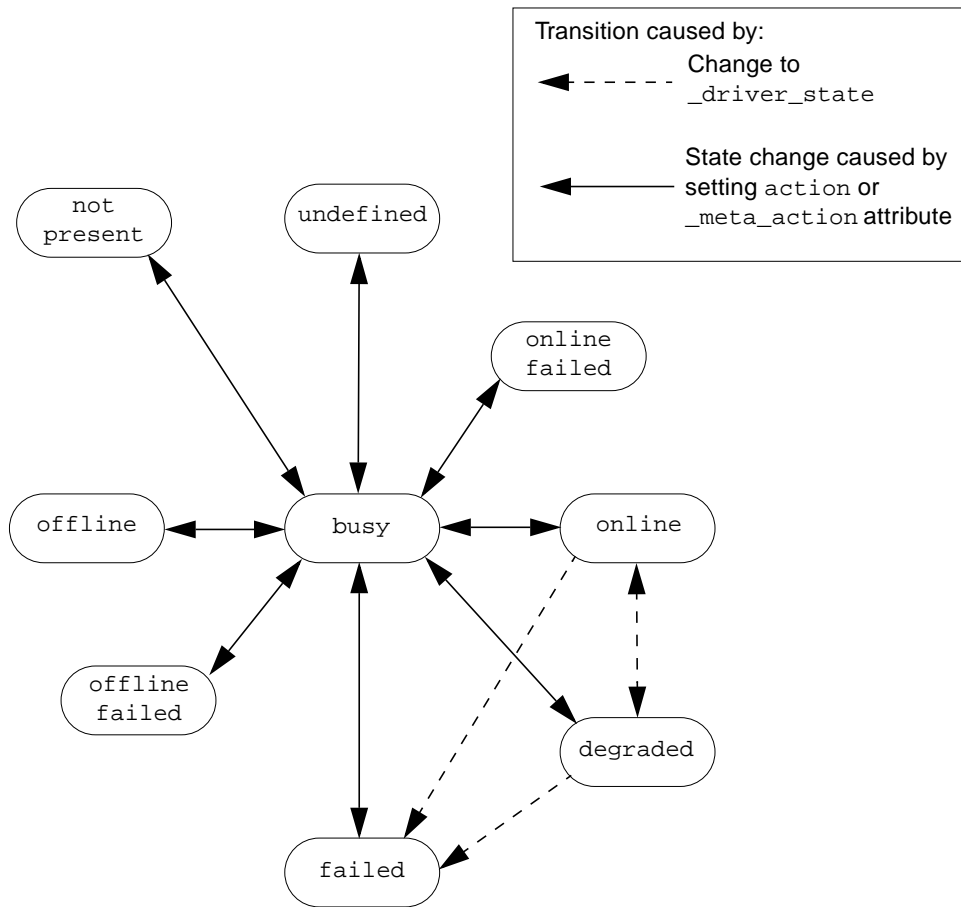 Transition caused by:
Change to
_driver_state
State change caused by
setting action or
_meta_action attribute
not
present
undefined
online
failed
offline
busy
online
offline
failed
degraded
failed